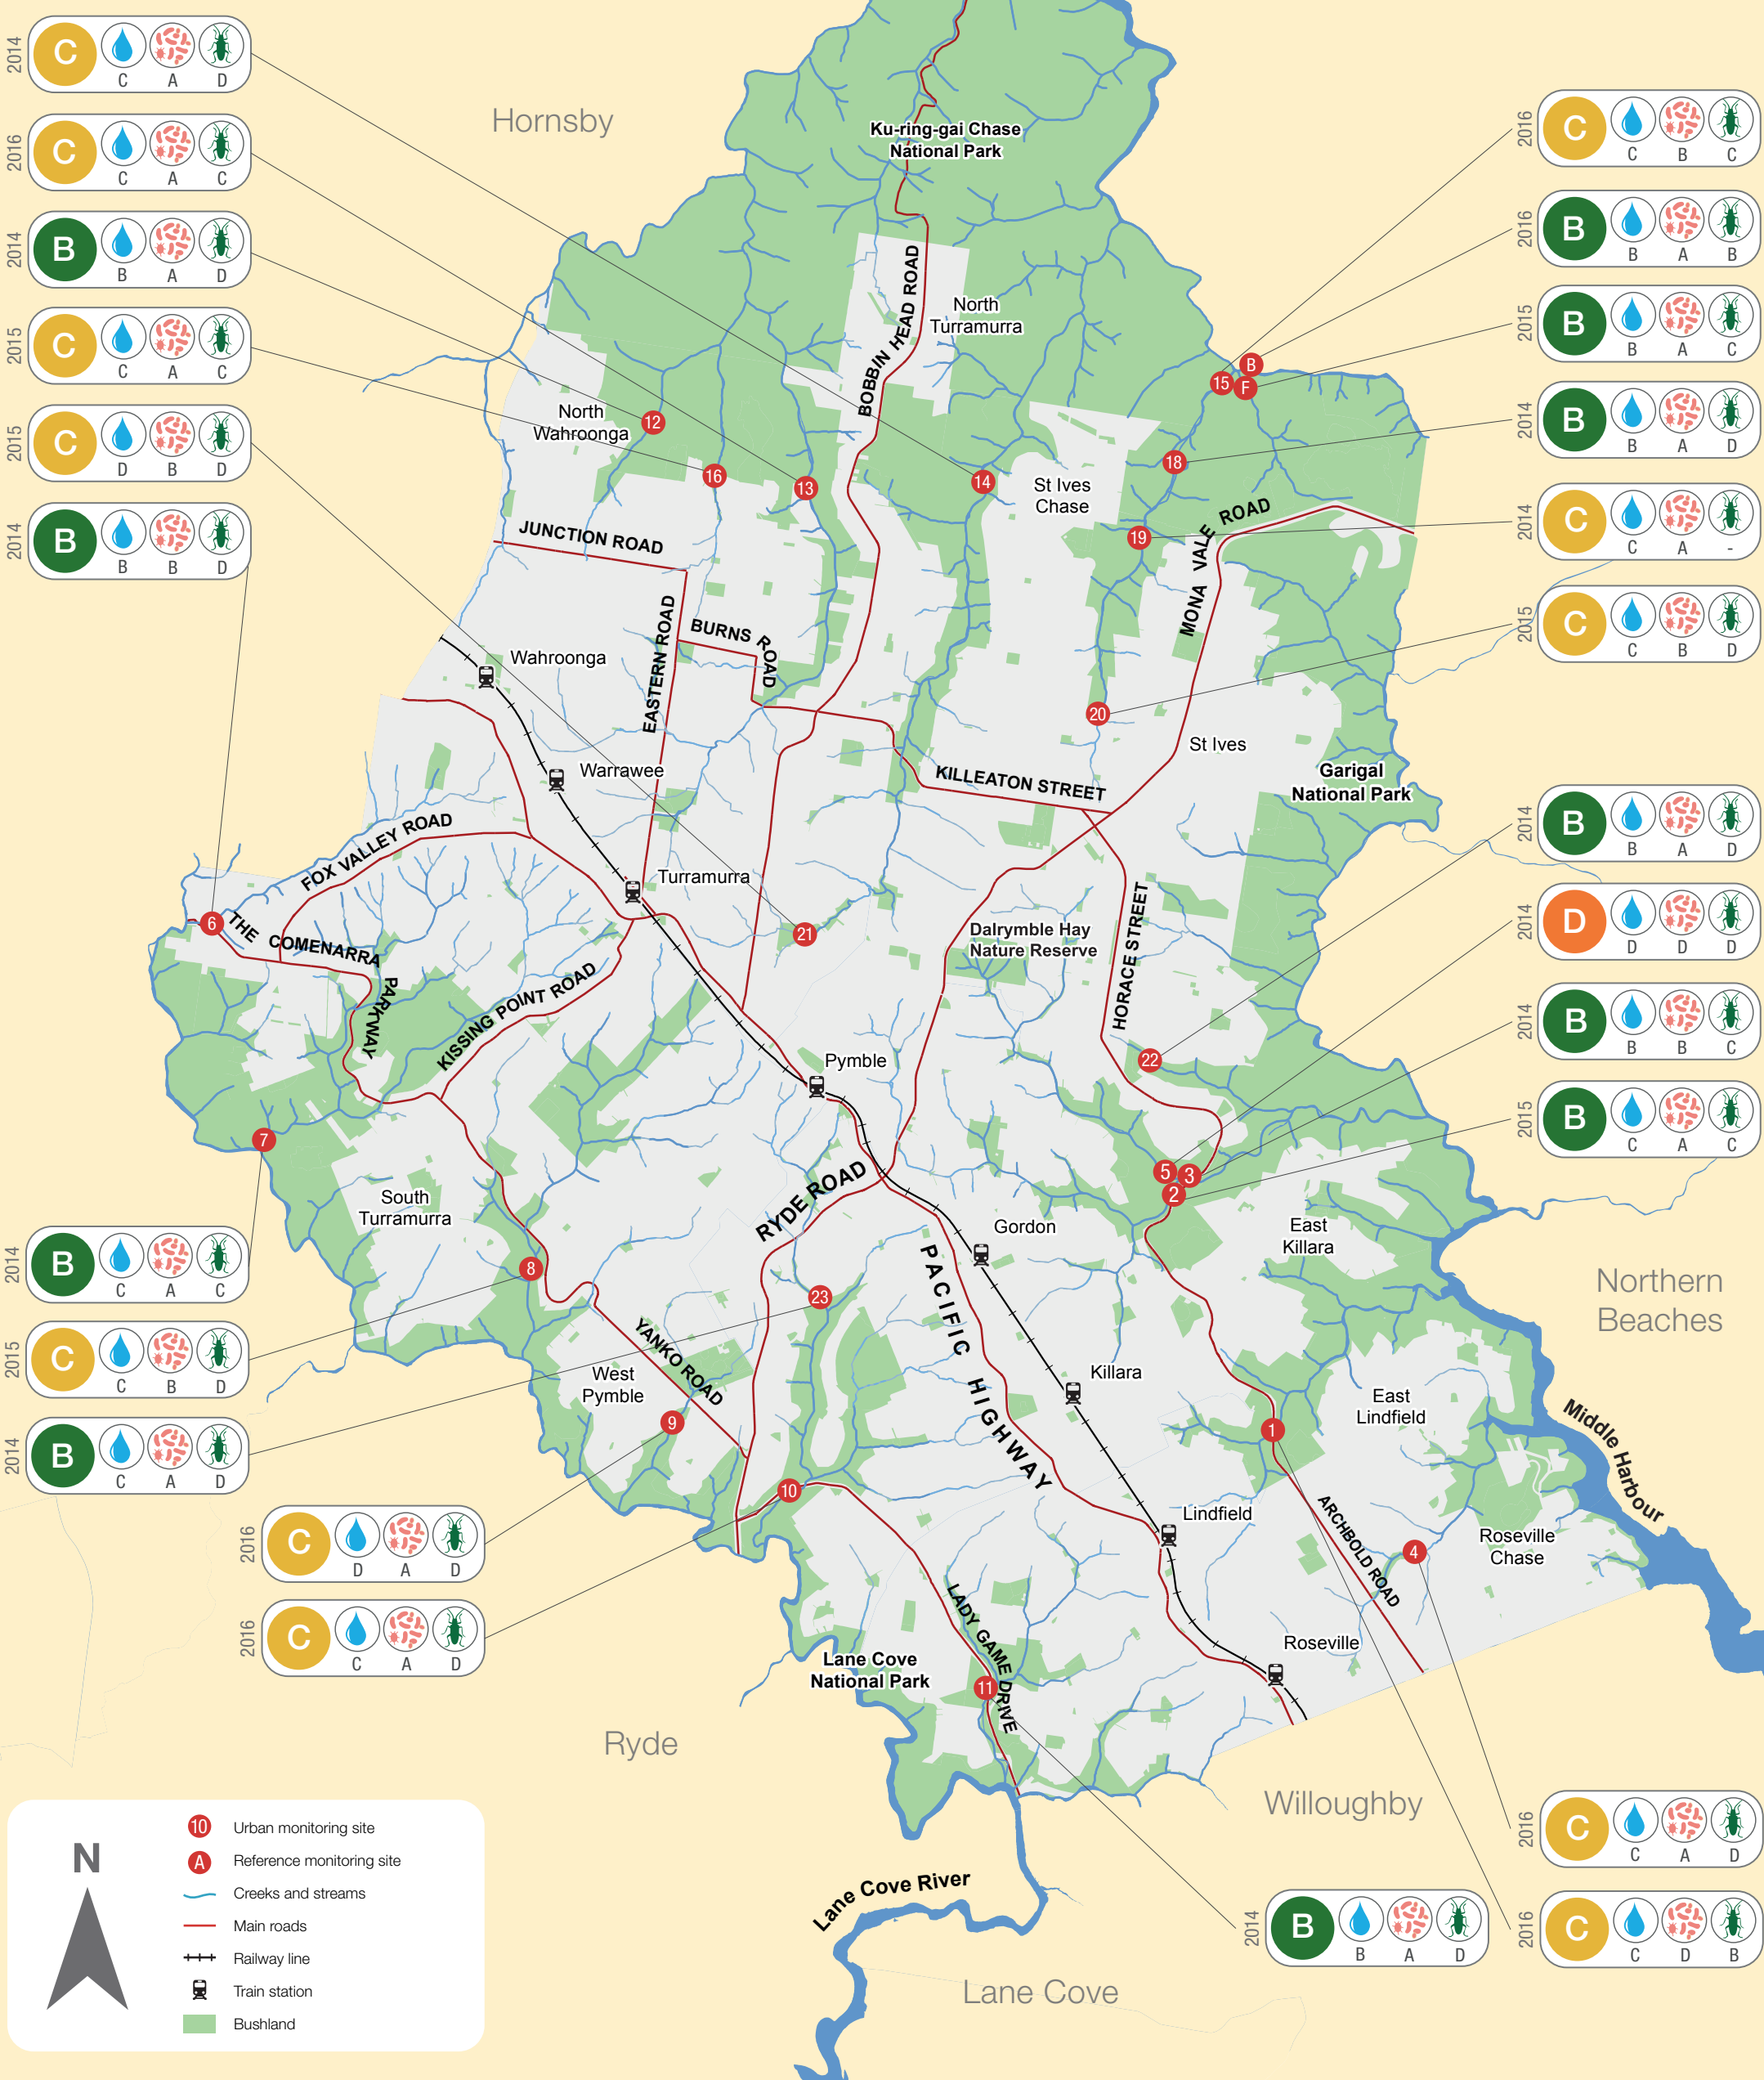 2014
C
C A D
2016
C
C A C
2014
B
B A D
2015
C
C A C
2015
C
D B D
2014
B
B B D
2016
C
C B C
2016
B
B A B
2015
B
B A C
2014
B
B A D
2014
C
C A -
2015
C
C B D
2014
B
B A D
2014
D
D D D
2014
B
B B C
2015
B
C A C
Hornsby
Ku-ring-gai Chase
National Park
BOBBIN HEAD ROAD
North
Turramurra
B
15
F
North
Wahroonga
12
16
13
14
St Ives
Chase
18
19
MONA VALE ROAD
JUNCTION ROAD
EASTERN ROAD
BURNS ROAD
Wahroonga
20
St Ives
Warrawee
KILLEATON STREET
Garigal
National Park
FOX VALLEY ROAD
Turramurra
6
THE COMENARRA PARKWAY
21
Dalrymble Hay
Nature Reserve
HORACE STREET
KISSING POINT ROAD
Pymble
22
7
5
3
2
RYDE ROAD
South
Turramurra
Gordon
East
Killara
Northern
Beaches
8
23
PACIFIC HIGHWAY
YANKO ROAD
West
Pymble
Killara
East
Lindfield
Middle Harbour
9
1
10
Lindfield
ARCHBOLD ROAD
4
Roseville
Chase
LADY GAME DRIVE
Roseville
Lane Cove
National Park
11
Ryde
Willoughby
Lane Cove River
Lane Cove
2014
B
C A C
2015
C
C B D
2014
B
C A D
2016
C
D A D
2016
C
C A D
2016
C
C A D
2014
B
B A D
2016
C
C D B
N
10 Urban monitoring site
A Reference monitoring site
Creeks and streams
Main roads
Railway line
Train station
Bushland